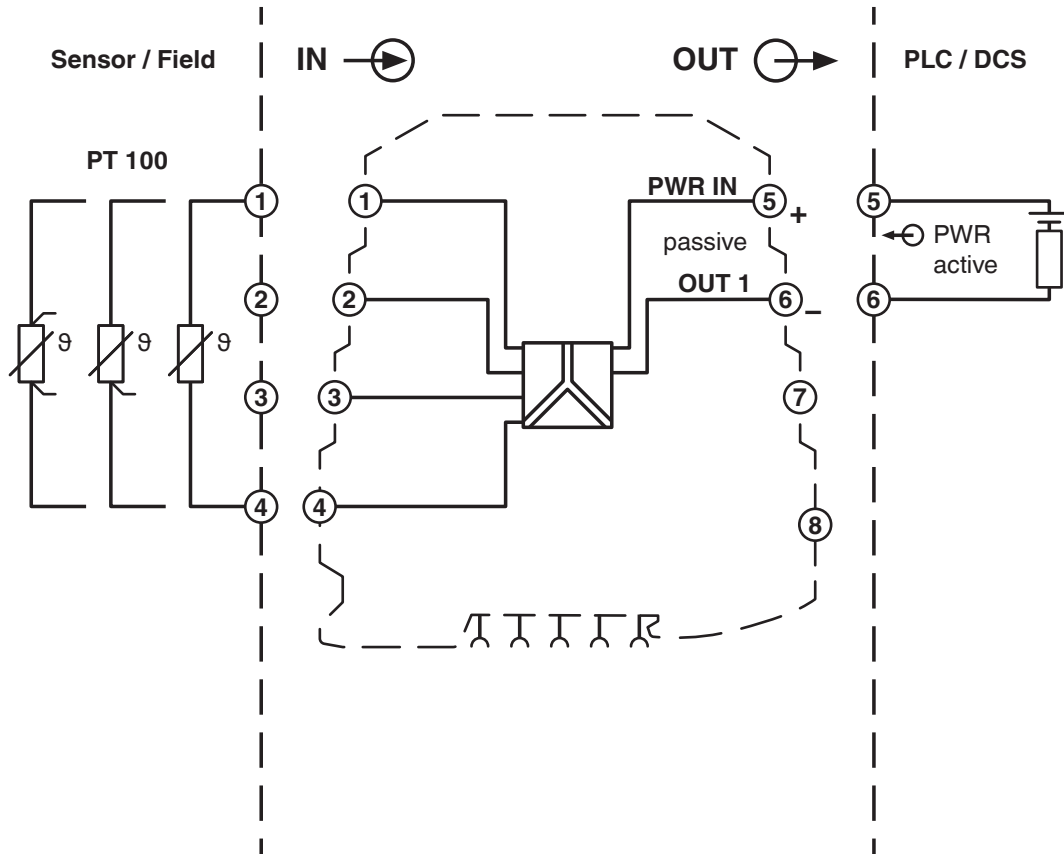 Sensor / Field
IN
OUT
PLC / DCS
PT 100
1
1
PWR IN
5
+
5
passive
PWR
active
2
2
OUT 1
6
–
6
ϑ
ϑ
ϑ
3
3
7
4
4
8